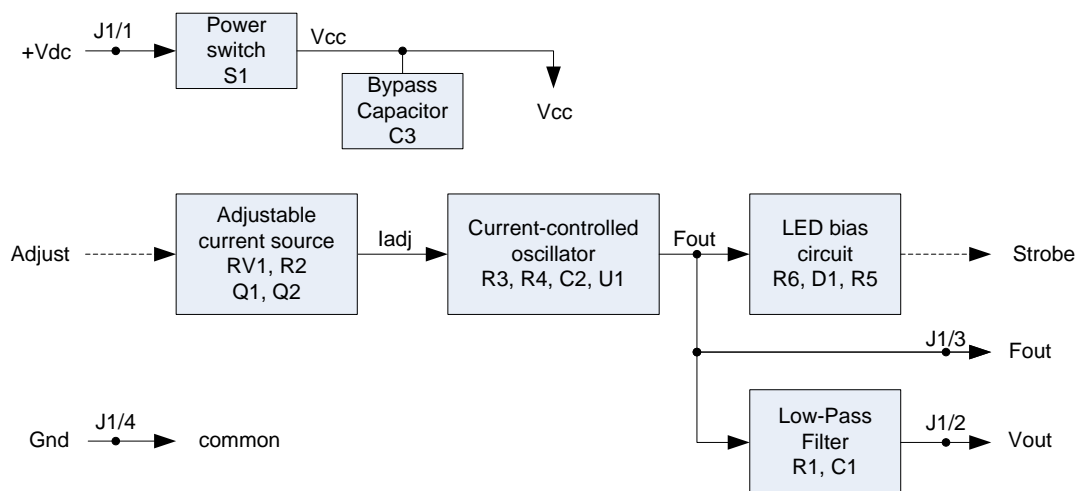 +Vdc
J1/1
Power
switch
S1
Vcc
Bypass
Capacitor
C3
Vcc
Adjust
Adjustable
current source
RV1, R2
Q1, Q2
Iadj
Current-controlled
oscillator
R3, R4, C2, U1
Fout
LED bias
circuit
R6, D1, R5
Strobe
J1/3
Fout
Gnd
J1/4
common
Low-Pass
Filter
R1, C1
J1/2
Vout